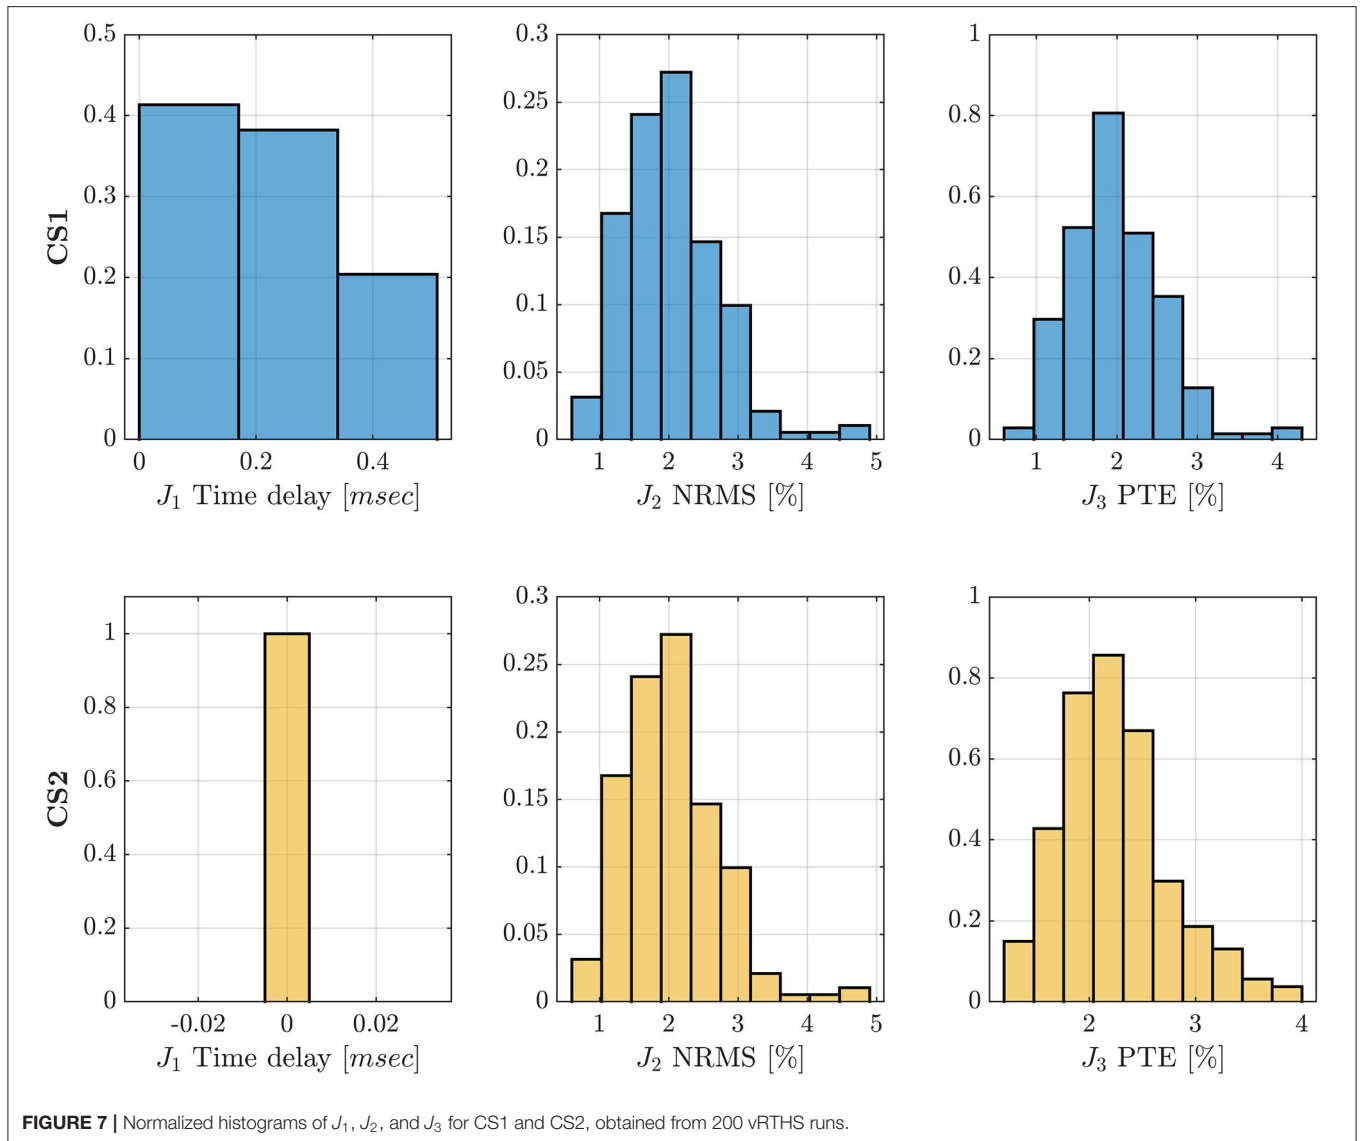 CS1
0.5
0.4
0.3
0.2
0.1
0
0 0.2 0.4
J₁ Time delay [msec]
0.3
0.25
0.2
0.15
0.1
0.05
0
1 2 3 4 5
J₂ NRMS [%]
1
0.8
0.6
0.4
0.2
0
1 2 3 4
J₃ PTE [%]
CS2
1
0.8
0.6
0.4
0.2
0
-0.02 0 0.02
J₁ Time delay [msec]
0.3
0.25
0.2
0.15
0.1
0.05
0
1 2 3 4 5
J₂ NRMS [%]
1
0.8
0.6
0.4
0.2
0
2 3 4
J₃ PTE [%]
FIGURE 7 | Normalized histograms of J₁, J₂, and J₃ for CS1 and CS2, obtained from 200 vRTHS runs.